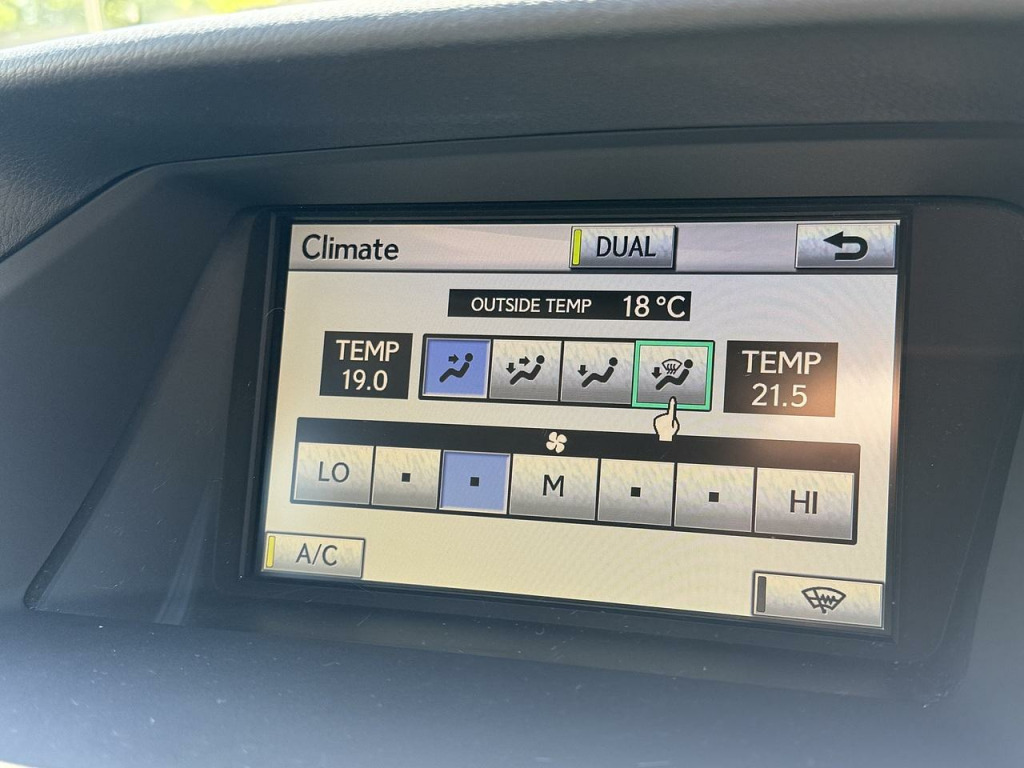 Climate
DUAL
OUTSIDE TEMP 18°C
TEMP
19.0
TEMP
21.5
LO
M
HI
A/C